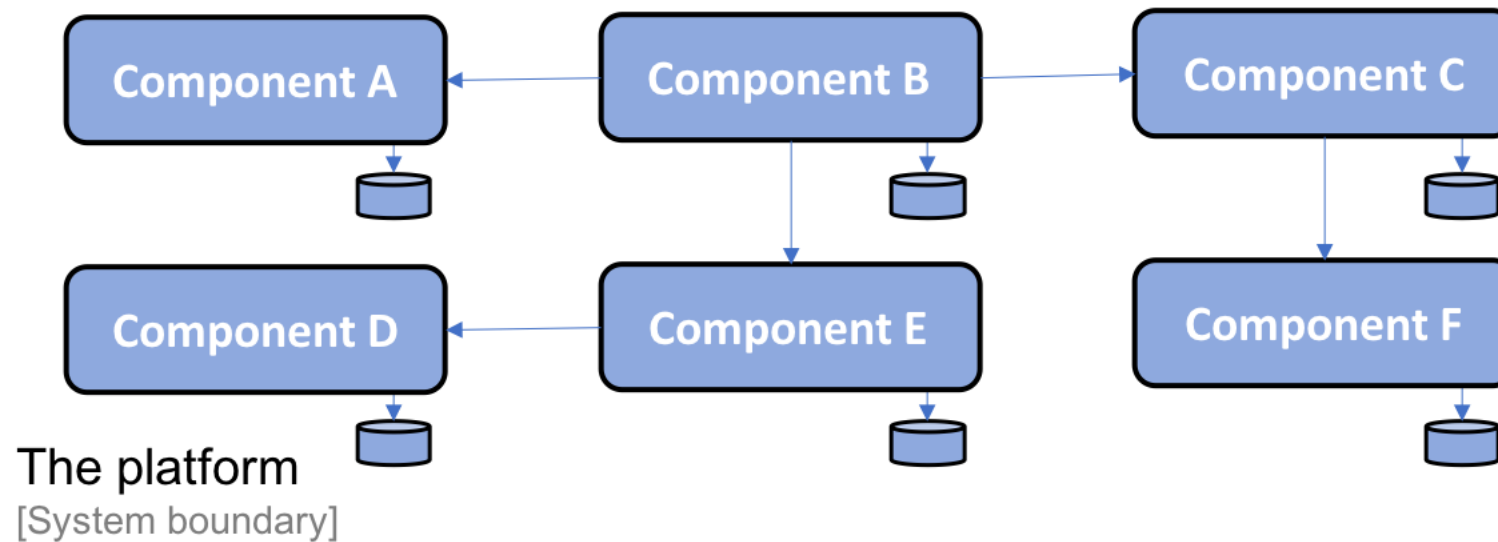 Component A
Component B
Component C
Component D
Component E
Component F
The platform
[System boundary]